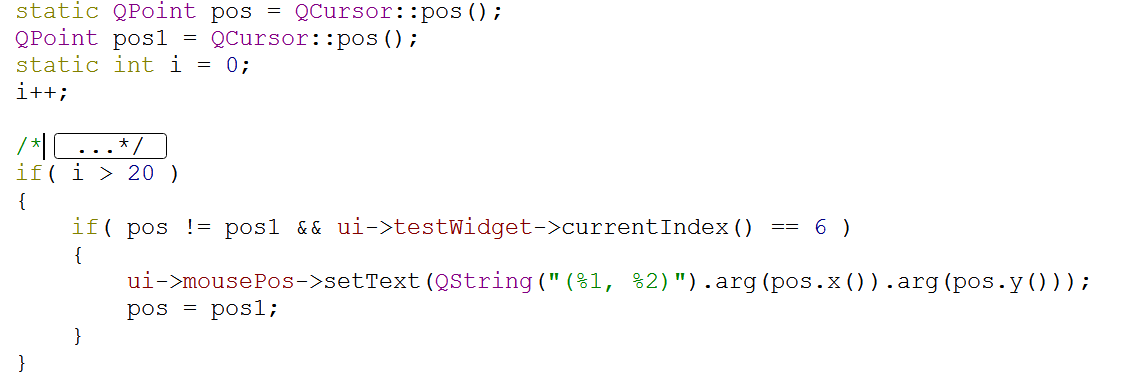 static QPoint pos = QCursor::pos();
QPoint pos1 = QCursor::pos();
static int i = 0;
i++;
/* ...*/
if( i > 20 )
{
if( pos != pos1 && ui->testWidget->currentIndex() == 6 )
{
ui->mousePos->setText(QString("(%1, %2)").arg(pos.x()).arg(pos.y()));
pos = pos1;
}
}